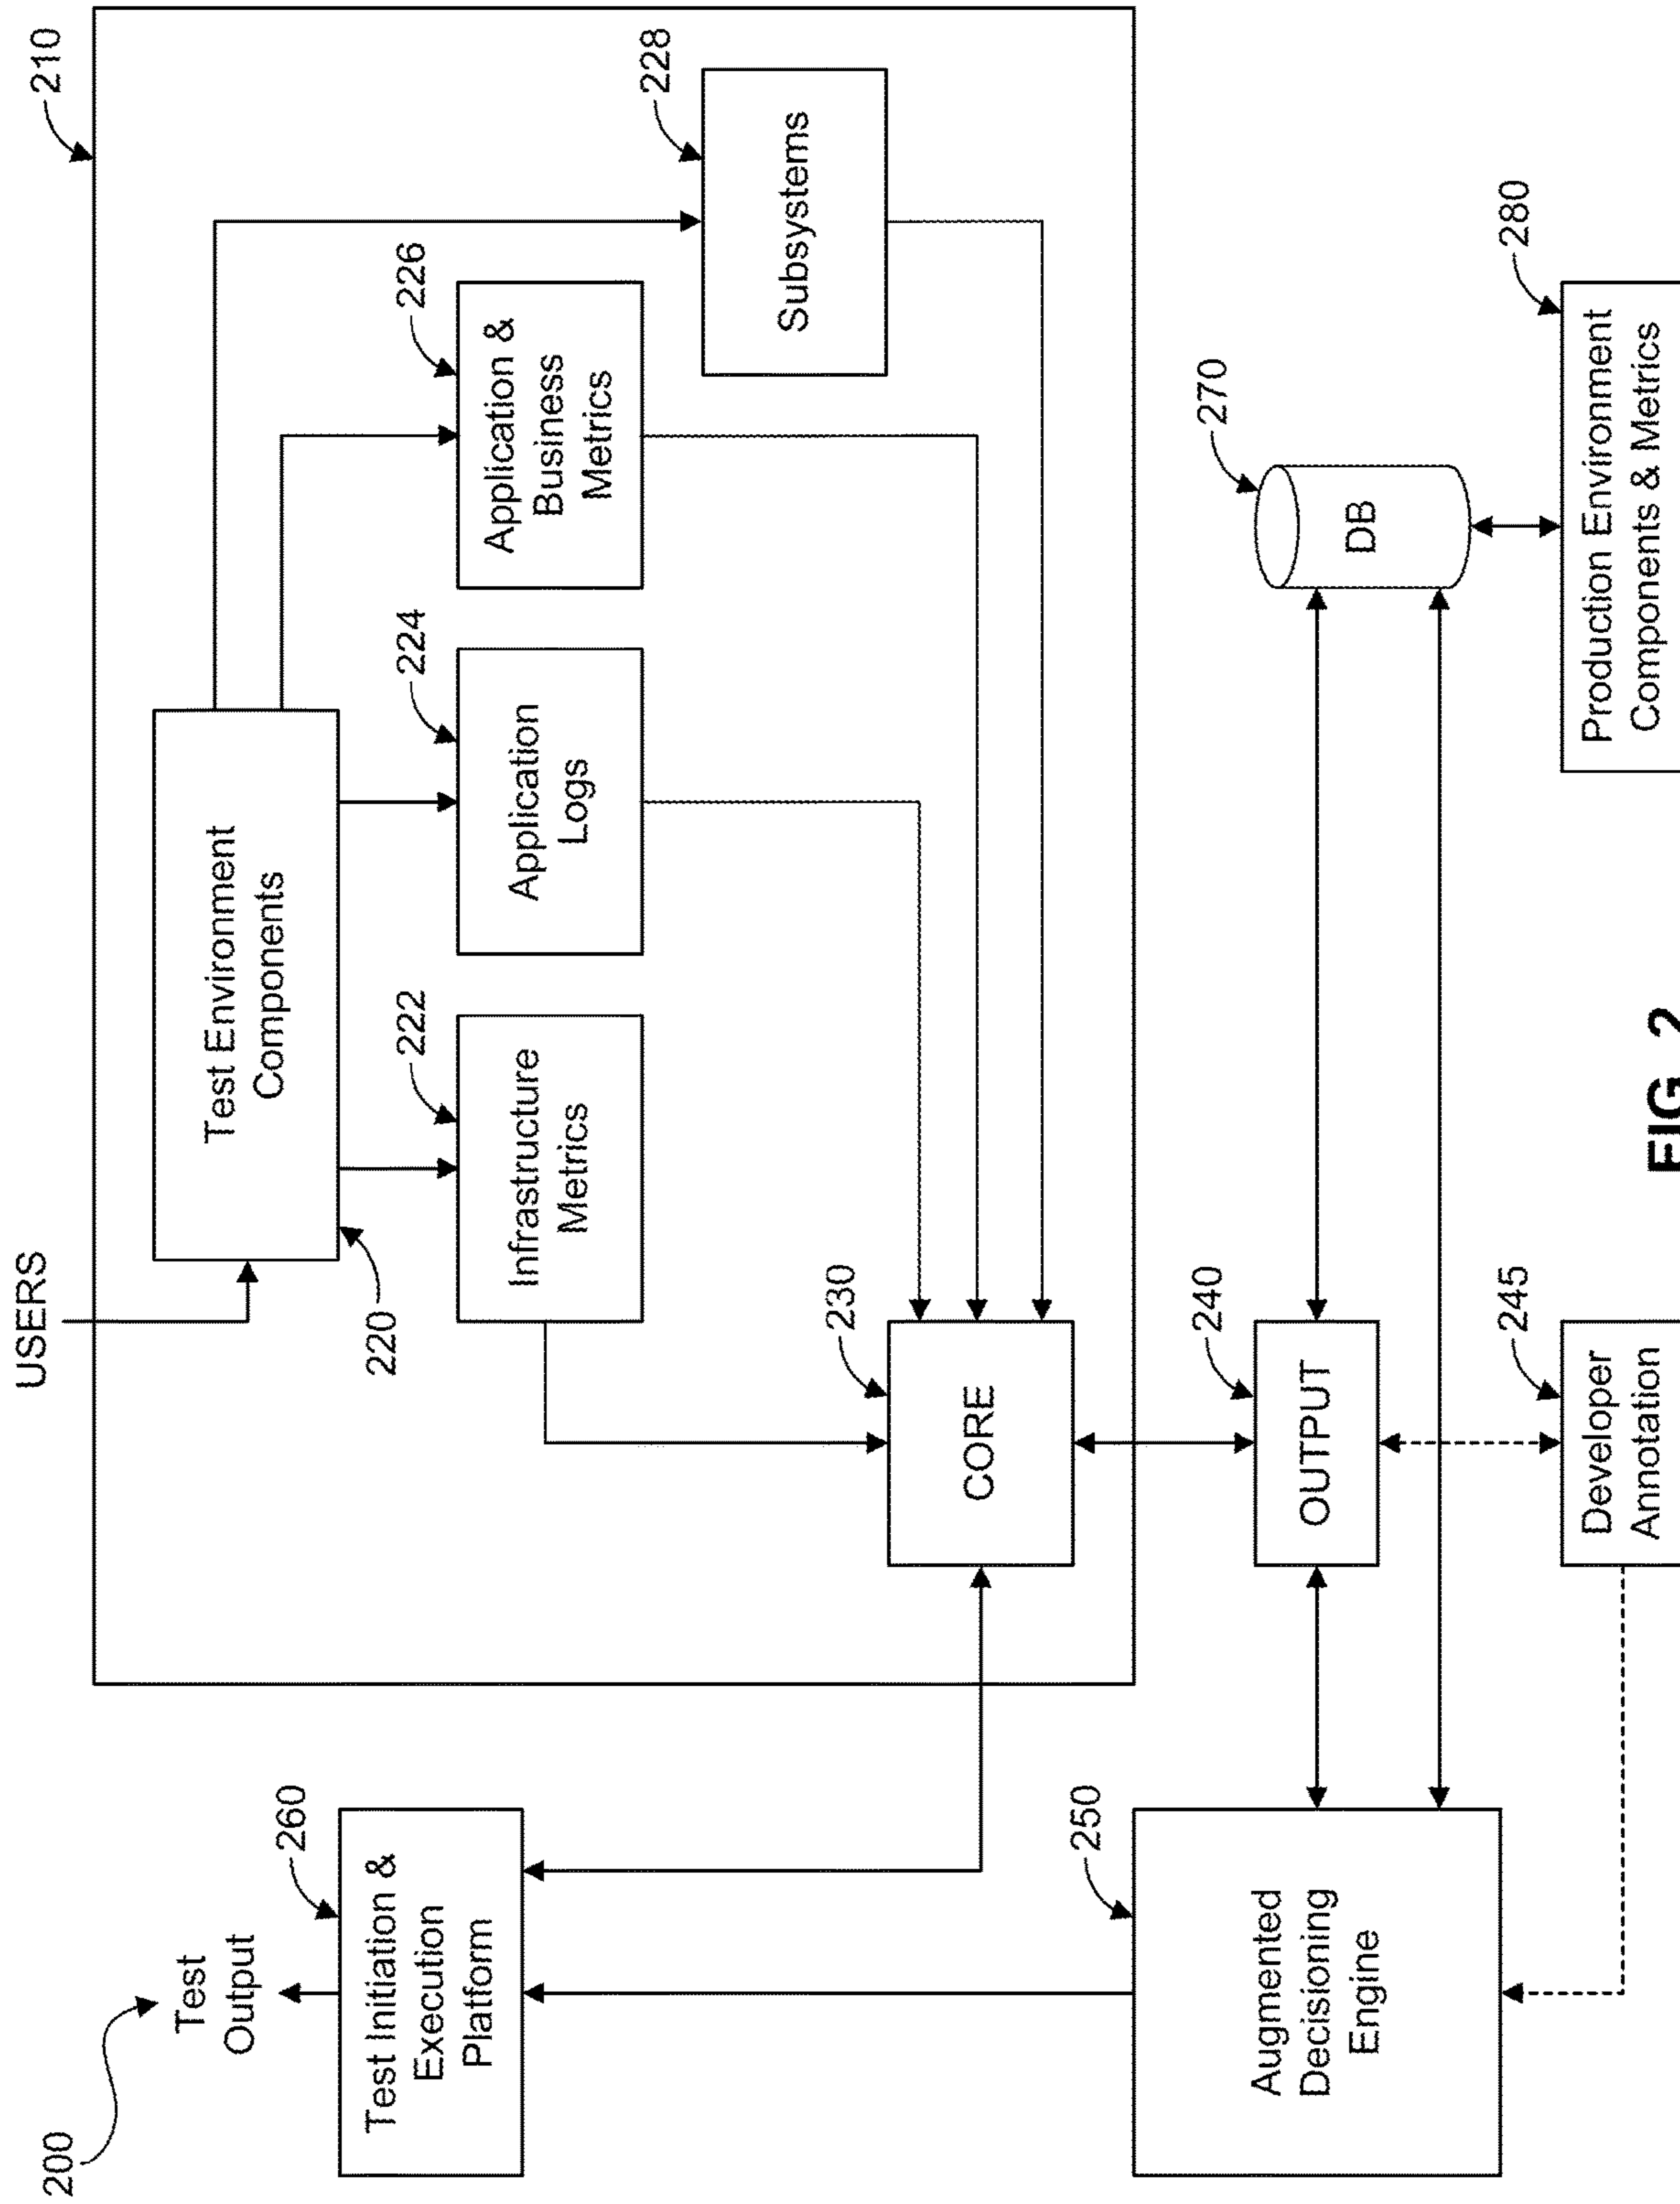 200
Test
Output
260
Test Initiation &
Execution
Platform
250
Augmented
Decisioning
Engine
USERS
210
Test Environment
Components
220
222
Infrastructure
Metrics
224
Application
Logs
226
Application &
Business
Metrics
228
Subsystems
230
CORE
240
OUTPUT
245
Developer
Annotation
270
DB
280
Production Environment
Components & Metrics
FIG. 2